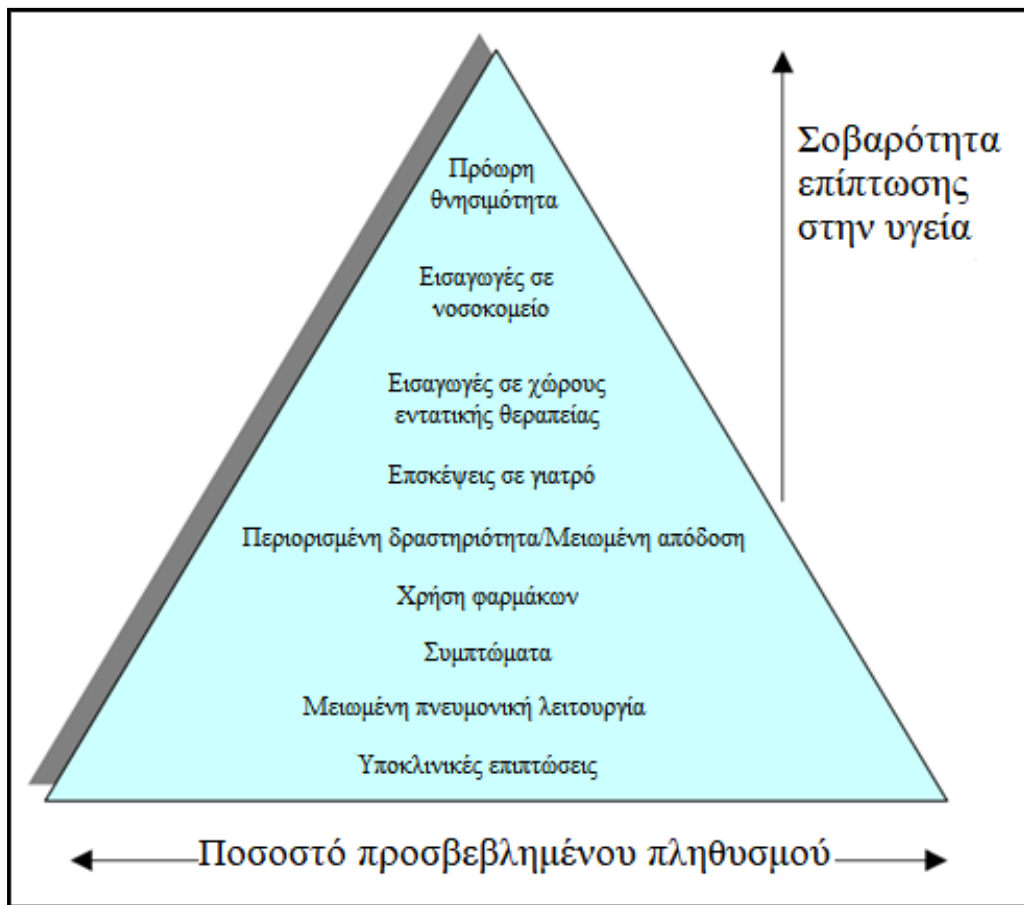 Πρόωρη
θνησιμότητα
Εισαγωγές σε
νοσοκομείο
Εισαγωγές σε χώρους
εντατικής θεραπείας
Επσκέψεις σε γιατρό
Περιορισμένη δραστηριότητα/Μειωμένη απόδοση
Χρήση φαρμάκων
Συμπτώματα
Μειωμένη πνευμονική λειτουργία
Υποκλινικές επιπτώσεις
Σοβαρότητα
επίπτωσης
στην υγεία
Ποσοστό προσβεβλημένου πληθυσμού